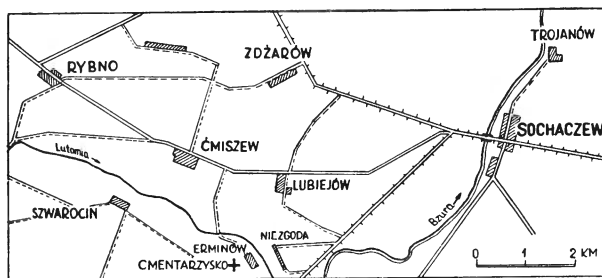 TROJANÓW
ZDŻARÓW
RYBNO
SOCHACZEW
ĆMISZEW
Lutomia
LUBIEJÓW
Bzura
SZWAROCIN
NIEZGODA
ERMINÓW
CMENTARZYSKO
0 1 2 KM